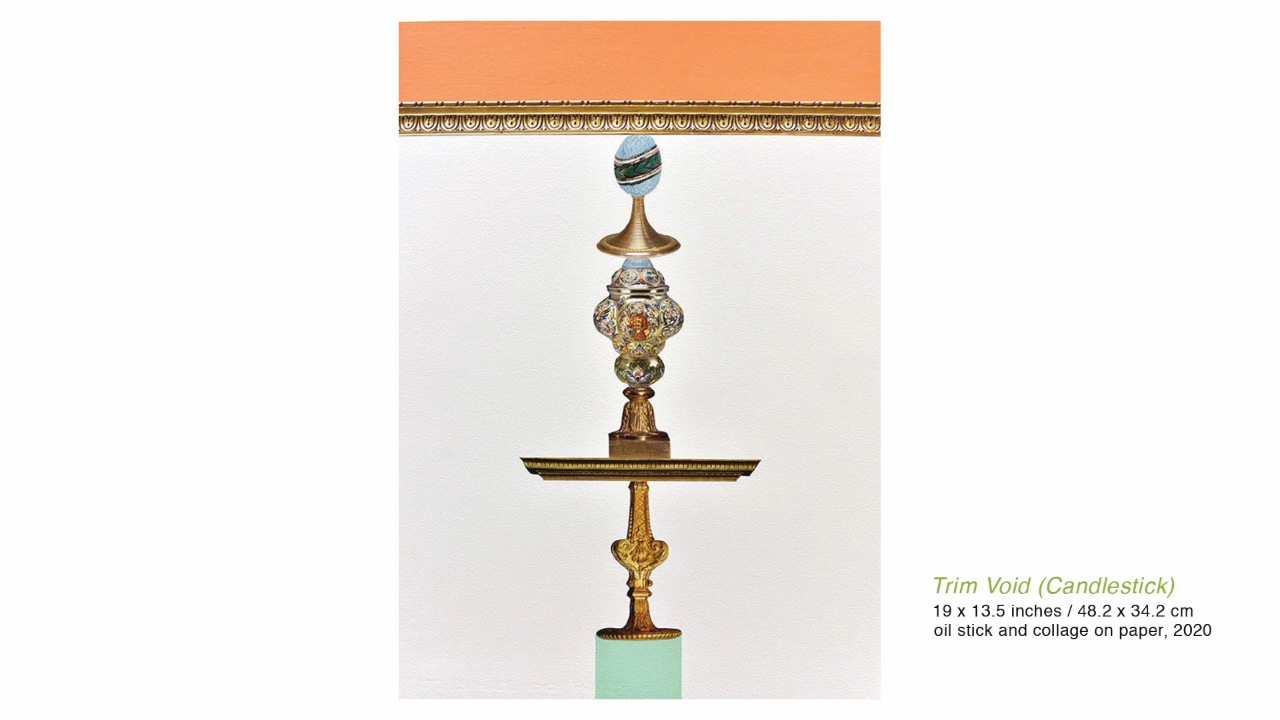 Trim Void (Candlestick)
19 x 13.5 inches / 48.2 x 34.2 cm
oil stick and collage on paper, 2020